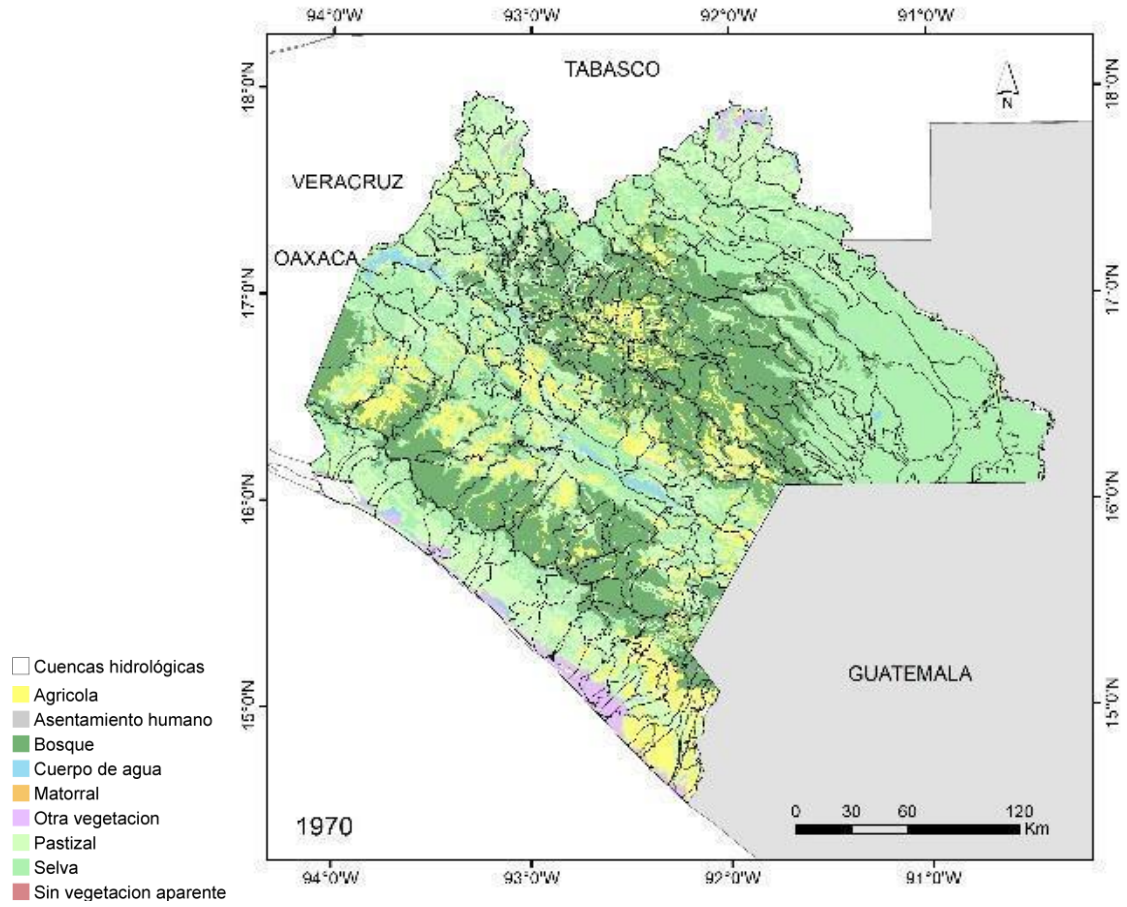 94°0'W 93°0'W 92°0'W 91°0'W
TABASCO
18°0'N 18°0'N
N
VERACRUZ
OAXACA
17°0'N 17°0'N
16°0'N 16°0'N
GUATEMALA
15°0'N 15°0'N
Cuencas hidrológicas
Agricola
Asentamiento humano
Bosque
Cuerpo de agua
Matorral
Otra vegetacion
Pastizal
Selva
Sin vegetacion aparente
1970
0 30 60 120
Km
94°0'W 93°0'W 92°0'W 91°0'W